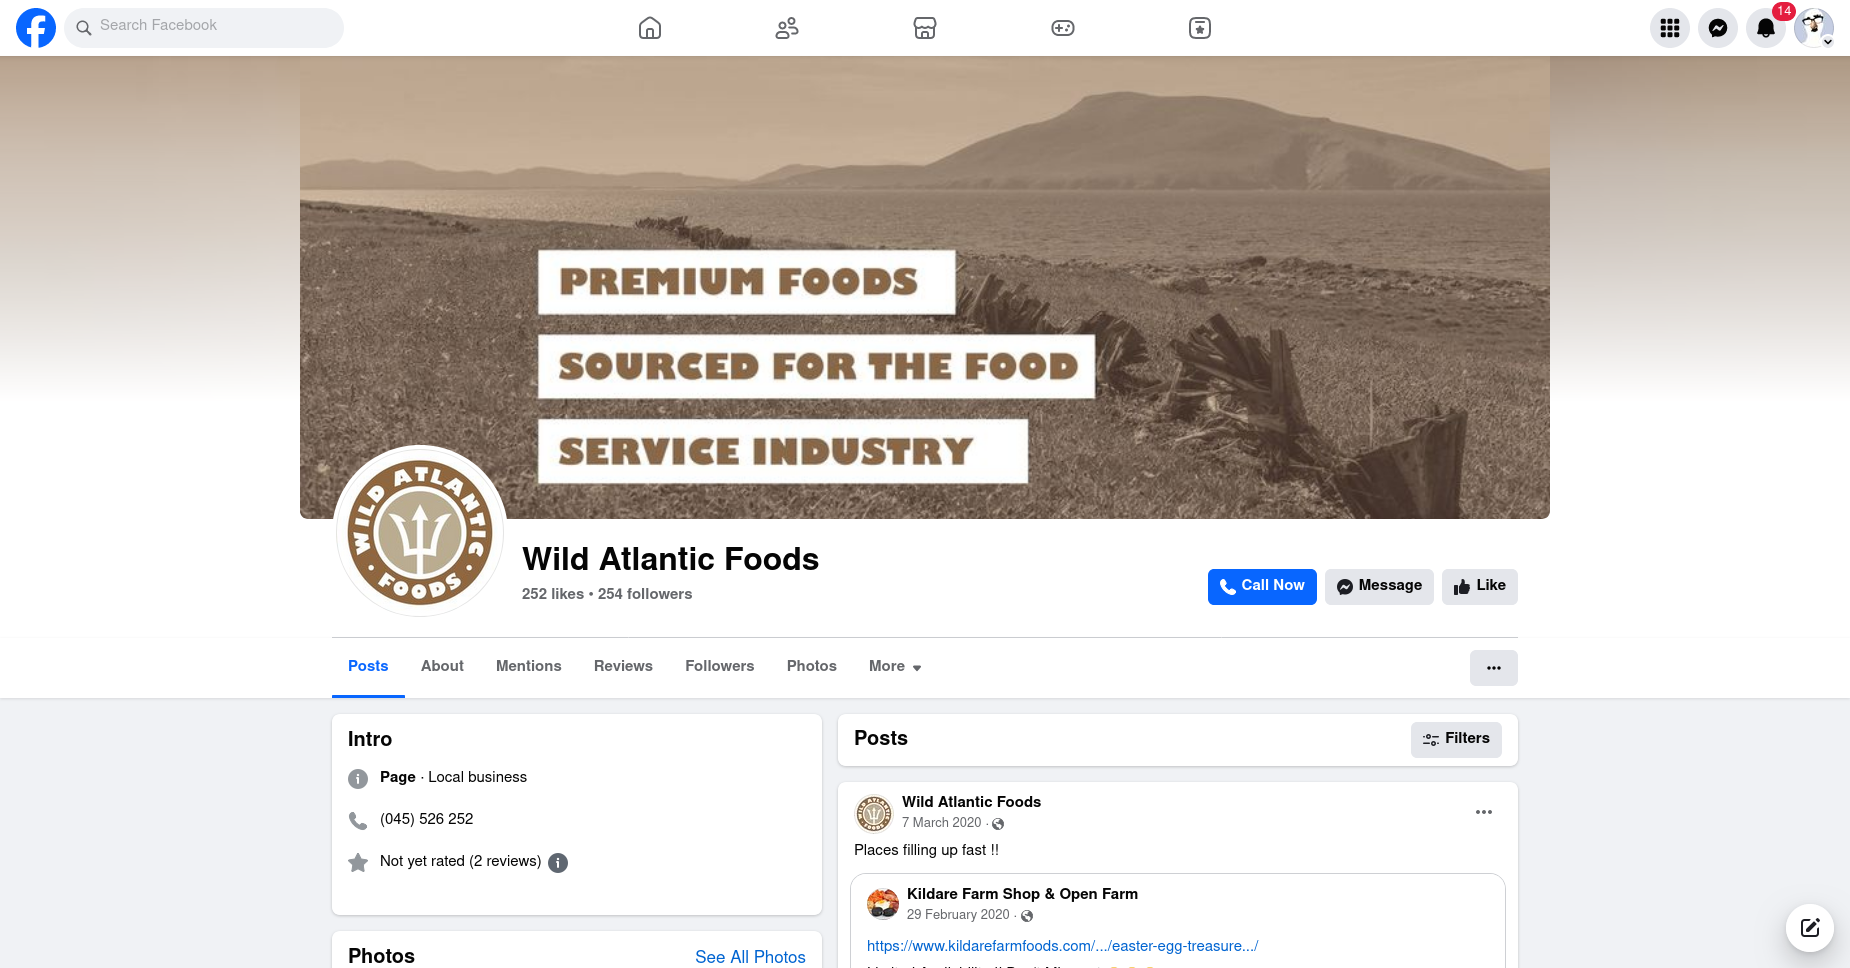 Search Facebook
14
PREMIUM FOODS
SOURCED FOR THE FOOD
SERVICE INDUSTRY
WILD ATLANTIC
FOODS
Wild Atlantic Foods
252 likes • 254 followers
Call Now
Message
Like
Posts
About
Mentions
Reviews
Followers
Photos
More
Intro
Page · Local business
(045) 526 252
Not yet rated (2 reviews)
Photos
See All Photos
Posts
Filters
Wild Atlantic Foods
7 March 2020 ·
Places filling up fast !!
Kildare Farm Shop & Open Farm
29 February 2020 ·
https://www.kildarefarmfoods.com/.../easter-egg-treasure.../